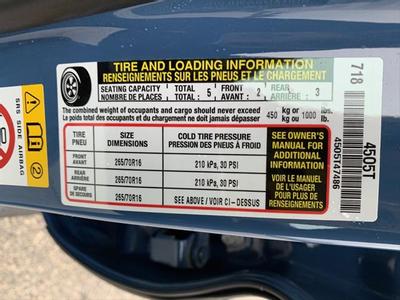 TIRE AND LOADING INFORMATION
RENSEIGNEMENTS SUR LES PNEUS ET LE CHARGEMENT
SEATING CAPACITY TOTAL : 5 FRONT : 2 REAR : 3
NOMBRE DE PLACES TOTAL : AVANT : ARRIÈRE :
The combined weight of occupants and cargo should never exceed 450 kg or 1000 lbs.
Le poids total des occupants et du chargement ne doit jamais dépasser kg ou lb.
TIRE SIZE COLD TIRE PRESSURE
PNEU DIMENSIONS PRESSION DES PNEUS À FROID
FRONT 265/70R16 210 kPa, 30 PSI
AVANT
REAR 265/70R16 210 kPa, 30 PSI
ARRIÈRE
SPARE 265/70R16 SEE ABOVE / VOIR CI - DESSUS
DE SECOURS
SEE OWNER'S
MANUAL FOR
ADDITIONAL
INFORMATION
VOIR LE MANUEL
DE L'USAGER
POUR PLUS DE
RENSEIGNEMENTS
718
4505T
SRS SIDE AIRBAG